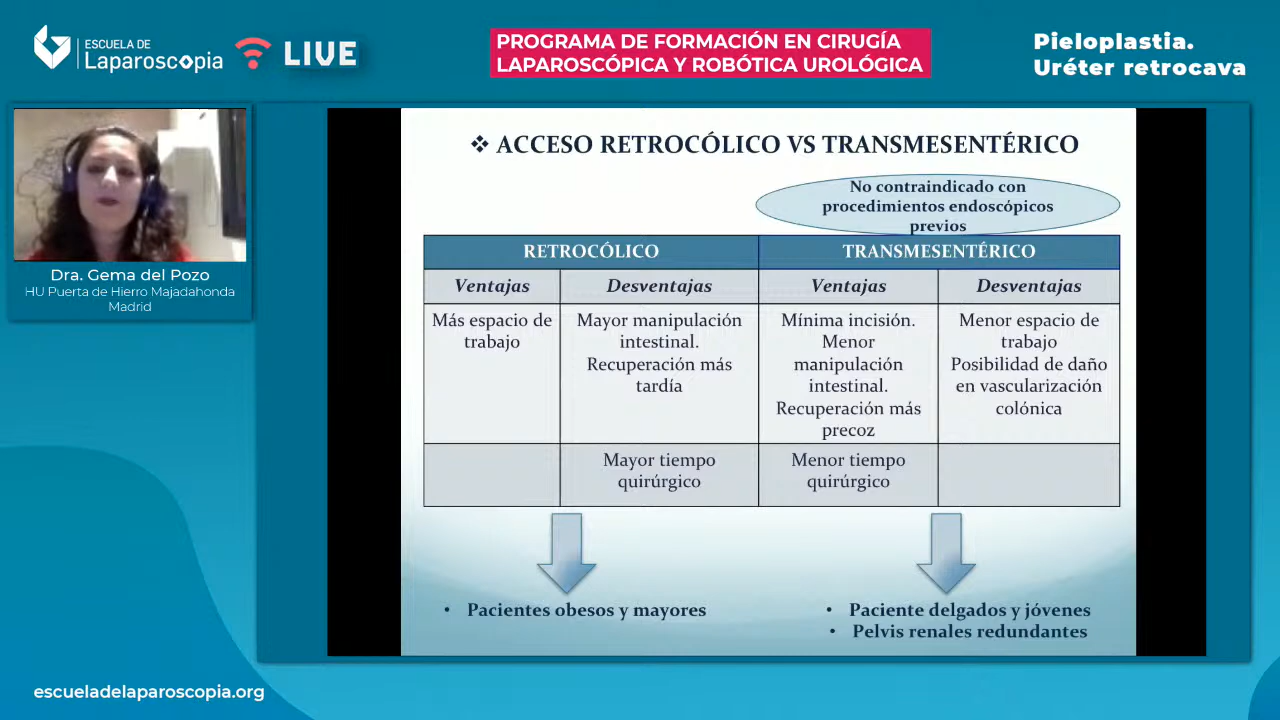 ESCUELA DE
Laparoscopia
LIVE
PROGRAMA DE FORMACIÓN EN CIRUGÍA
LAPAROSCÓPICA Y ROBÓTICA UROLÓGICA
Pieloplastia.
Uréter retrocava
Dra. Gema del Pozo
HU Puerta de Hierro Majadahonda
Madrid
❖ ACCESO RETROCÓLICO VS TRANSMESENTÉRICO
No contraindicado con
procedimientos endoscópicos
previos
RETROCÓLICO
TRANSMESENTÉRICO
Ventajas
Desventajas
Ventajas
Desventajas
Más espacio de
trabajo
Mayor manipulación
intestinal.
Recuperación más
tardía
Mínima incisión.
Menor
manipulación
intestinal.
Recuperación más
precoz
Menor espacio de
trabajo
Posibilidad de daño
en vascularización
colónica
Mayor tiempo
quirúrgico
Menor tiempo
quirúrgico
• Pacientes obesos y mayores
• Paciente delgados y jóvenes
• Pelvis renales redundantes
escueladelaparoscopia.org